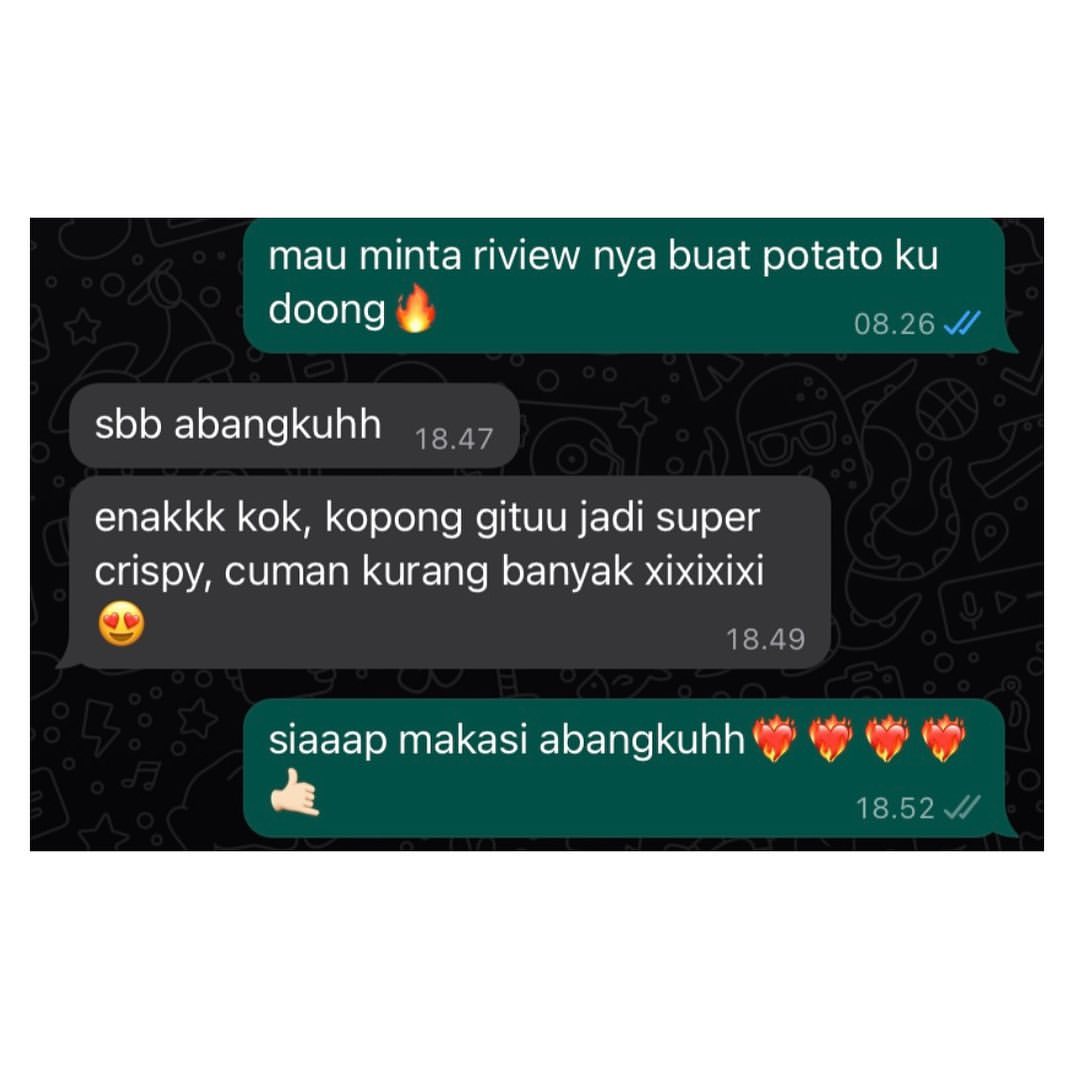 mau minta riview nya buat potato ku
doong🔥
08.26
sbb abangkuhh
18.47
enakkk kok, kopong gituu jadi super
crispy, cuman kurang banyak xixixixi
😍
18.49
siaaap makasi abangkuhh❤️‍🔥❤️‍🔥❤️‍🔥❤️‍🔥
🤙🏻
18.52